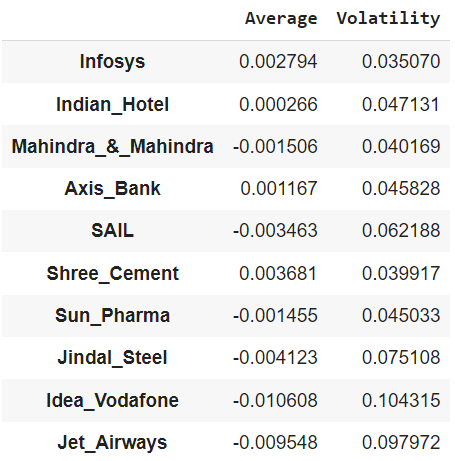 Average Volatility
Infosys 0.002794 0.035070
Indian_Hotel 0.000266 0.047131
Mahindra_&_Mahindra -0.001506 0.040169
Axis_Bank 0.001167 0.045828
SAIL -0.003463 0.062188
Shree_Cement 0.003681 0.039917
Sun_Pharma -0.001455 0.045033
Jindal_Steel -0.004123 0.075108
Idea_Vodafone -0.010608 0.104315
Jet_Airways -0.009548 0.097972